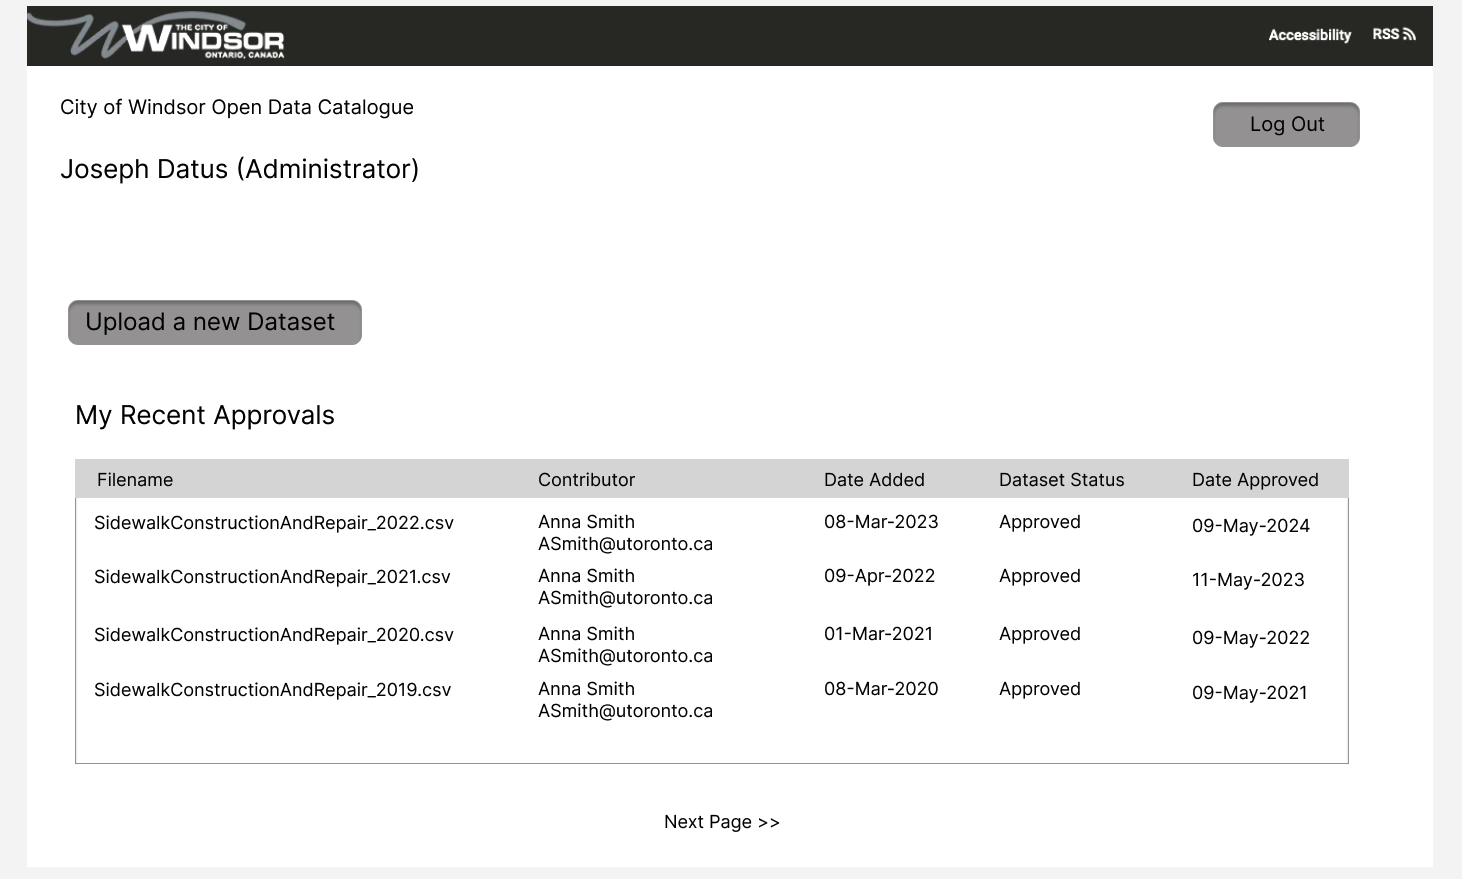 THE CITY OF
WINDSOR
ONTARIO, CANADA
Accessibility RSS
City of Windsor Open Data Catalogue
Log Out
Joseph Datus (Administrator)
Upload a new Dataset
My Recent Approvals
Filename Contributor Date Added Dataset Status Date Approved
SidewalkConstructionAndRepair_2022.csv Anna Smith 08-Mar-2023 Approved 09-May-2024
ASmith@utoronto.ca
SidewalkConstructionAndRepair_2021.csv Anna Smith 09-Apr-2022 Approved 11-May-2023
ASmith@utoronto.ca
SidewalkConstructionAndRepair_2020.csv Anna Smith 01-Mar-2021 Approved 09-May-2022
ASmith@utoronto.ca
SidewalkConstructionAndRepair_2019.csv Anna Smith 08-Mar-2020 Approved 09-May-2021
ASmith@utoronto.ca
Next Page >>